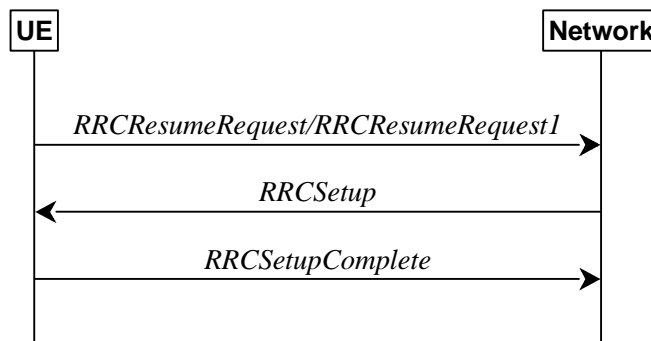 UE
Network
RRCResumeRequest/RRCResumeRequest1
RRCSetup
RRCSetupComplete